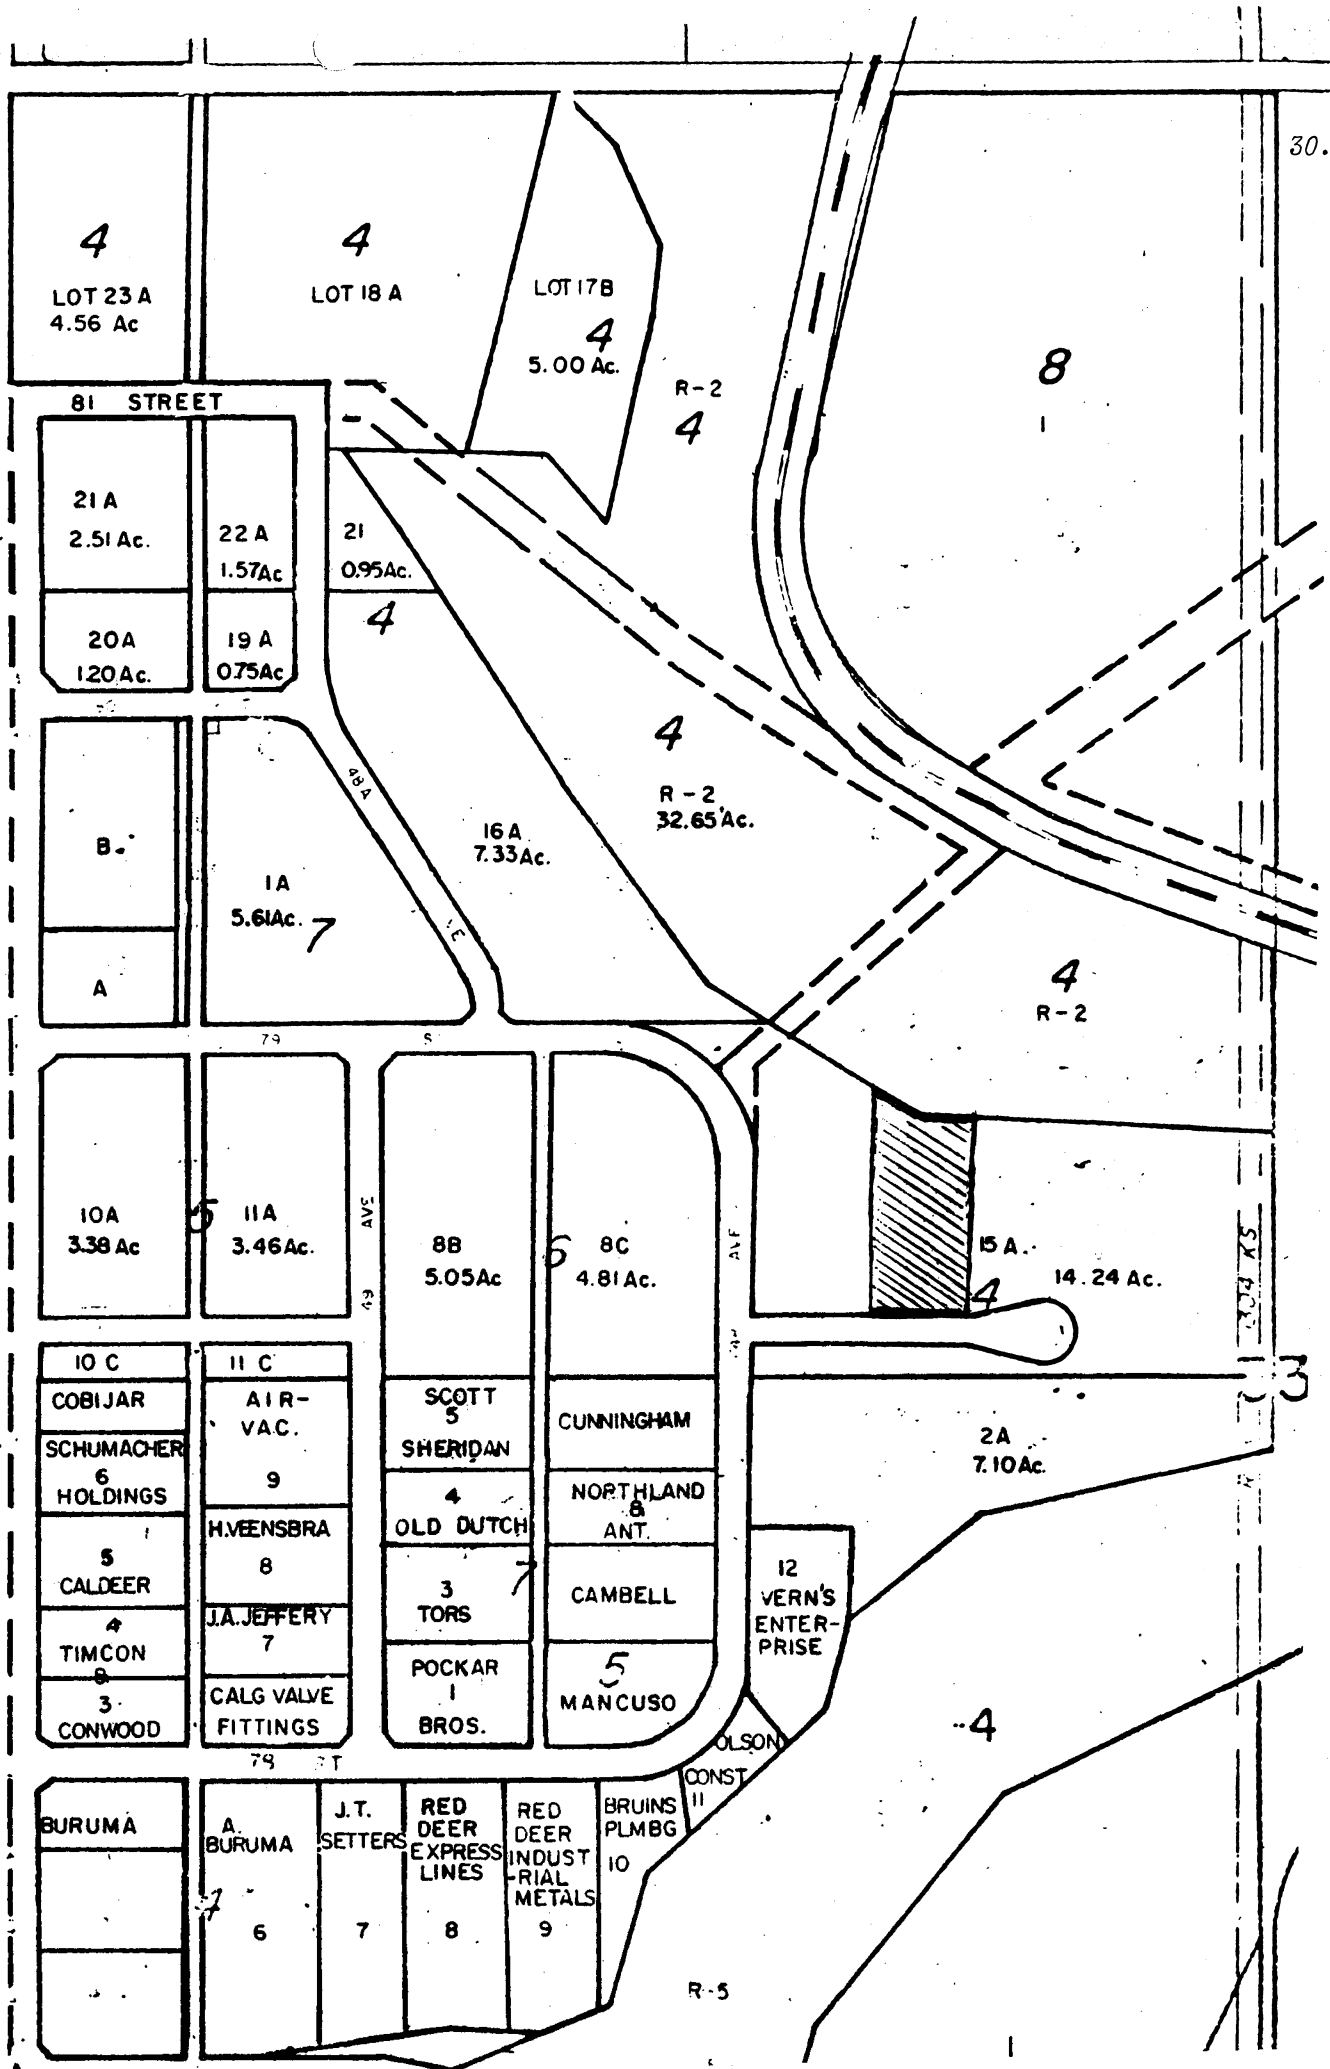 30.
4
LOT 23 A
4.56 Ac
4
LOT 18 A
LOT 17B
4
5.00 Ac.
R-2
4
8
1
81 STREET
21 A
2.51 Ac.
22 A
1.57Ac
21
0.95Ac.
4
20A
1.20Ac.
19 A
0.75Ac
4
R-2
32.65 Ac.
48A
B.
16A
7.33Ac.
1A
5.61Ac.
7
A
4
R-2
79
S
10A
3.38 Ac
5
11A
3.46Ac.
AVE
49
8B
5.05Ac
6
8C
4.81Ac.
AVE
15A.
14.24 Ac.
4
10 C
11 C
COBIJAR
AIR-
VAC.
9
SCOTT
5
SHERIDAN
CUNNINGHAM
SCHUMACHER
6
HOLDINGS
4
OLD DUTCH
NORTHLAND
&
ANT.
2A
7.10Ac.
H.VEENSBRA
8
5
CALDEER
3
TORS
7
CAMBELL
12
VERN'S
ENTER-
PRISE
J.A.JEFFERY
7
4
TIMCON
&
3
CONWOOD
CALG VALVE
FITTINGS
POCKAR
1
BROS.
5
MANCUSO
4
78 ST
OLSON
CONST
11
BURUMA
A.
BURUMA
6
J.T.
SETTERS
7
RED
DEER
EXPRESS
LINES
8
RED
DEER
INDUST
-RIAL
METALS
9
BRUINS
PLMBG
10
R-5